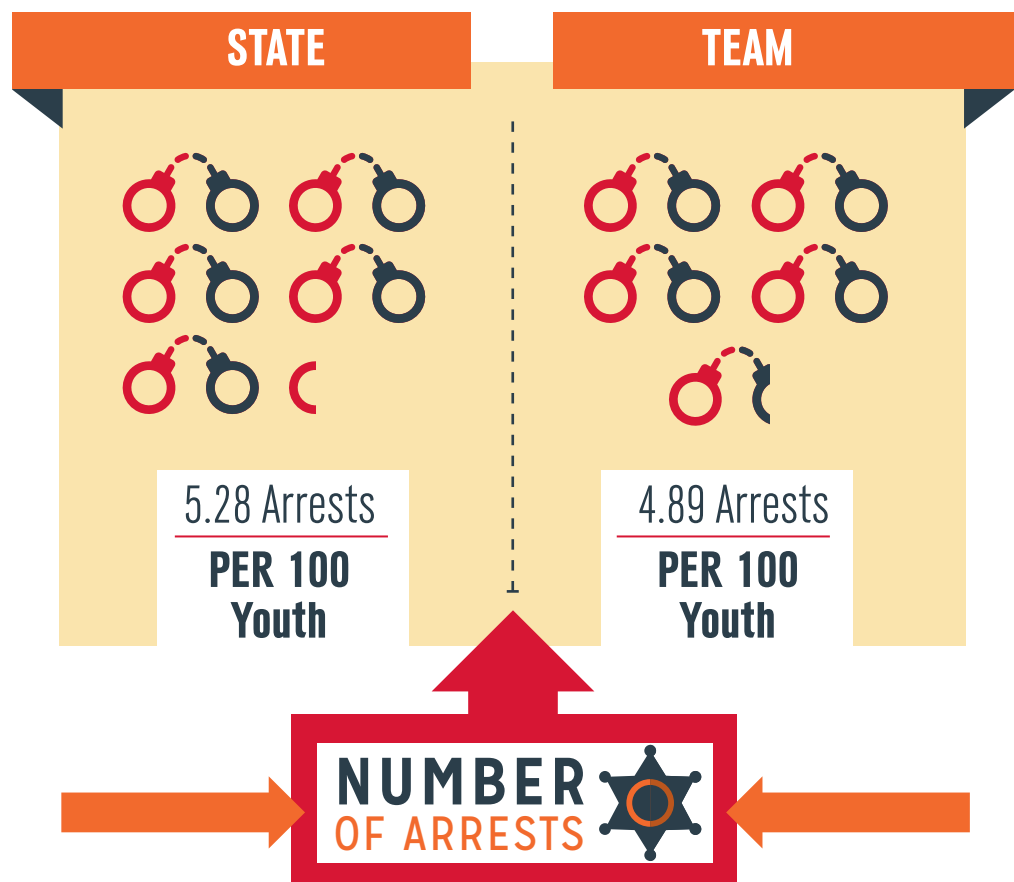 STATE
TEAM
5.28 Arrests
PER 100
Youth
4.89 Arrests
PER 100
Youth
NUMBER
OF ARRESTS